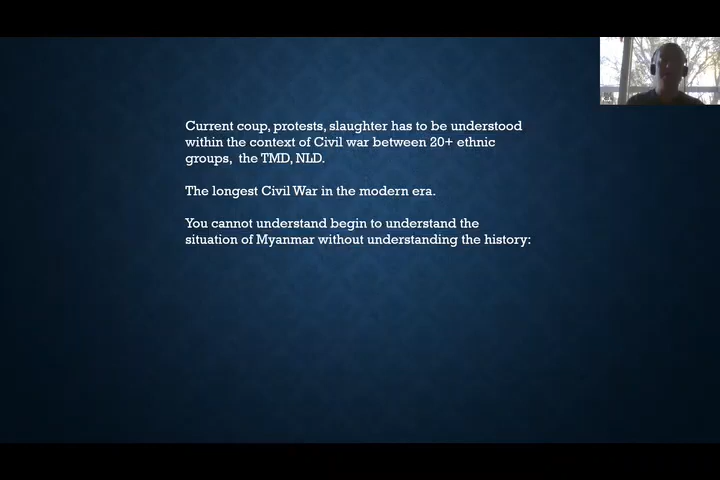 Current coup, protests, slaughter has to be understood
within the context of Civil war between 20+ ethnic
groups, the TMD, NLD.
The longest Civil War in the modern era.
You cannot understand begin to understand the
situation of Myanmar without understanding the history: